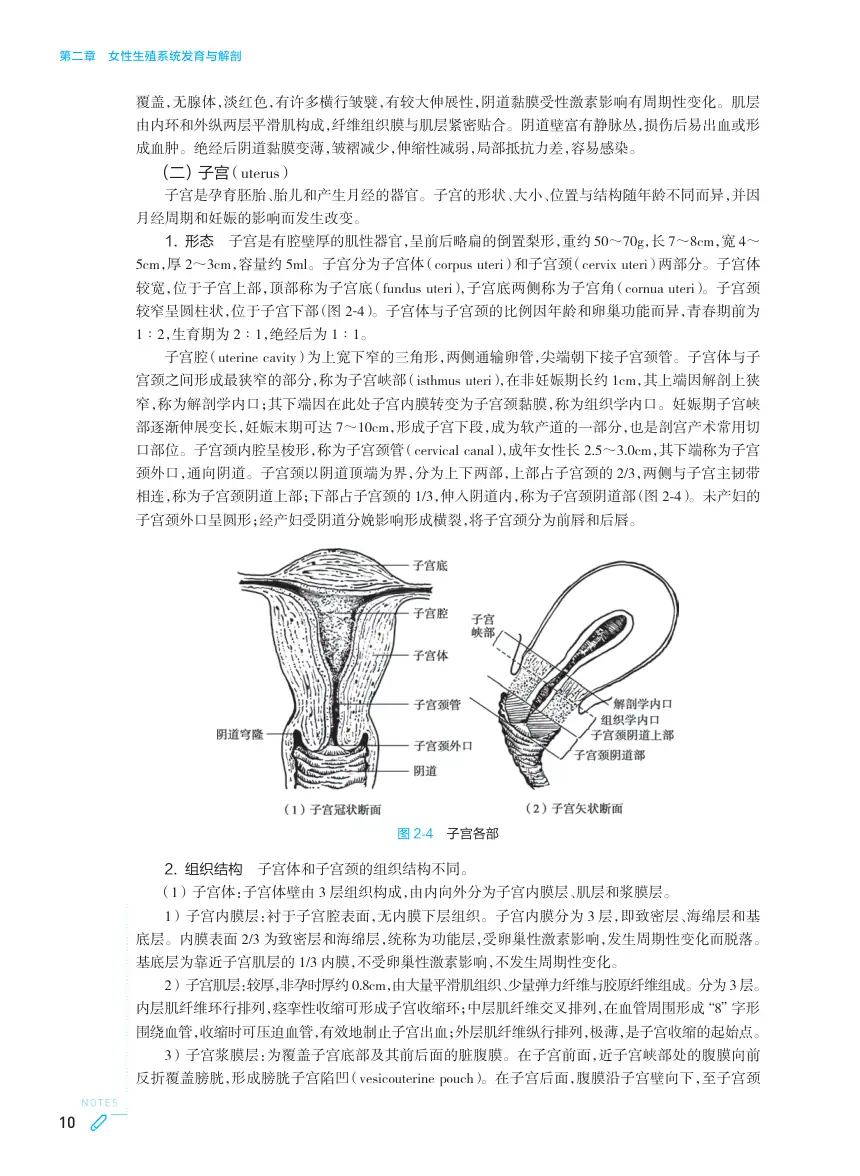 第二章　女性生殖系统发育与解剖
覆盖,无腺体,淡红色,有许多横行皱襞,有较大伸展性,阴道黏膜受性激素影响有周期性变化。肌层
由内环和外纵两层平滑肌构成,纤维组织膜与肌层紧密贴合。阴道壁富有静脉丛,损伤后易出血或形
成血肿。绝经后阴道黏膜变薄,皱褶减少,伸缩性减弱,局部抵抗力差,容易感染。
（二）子宫（uterus）
子宫是孕育胚胎、胎儿和产生月经的器官。子宫的形状、大小、位置与结构随年龄不同而异,并因
月经周期和妊娠的影响而发生改变。
1. 形态　子宫是有腔壁厚的肌性器官,呈前后略扁的倒置梨形,重约 50～70g,长 7～8cm,宽 4～
5cm,厚 2～3cm,容量约 5ml。子宫分为子宫体（corpus uteri）和子宫颈（cervix uteri）两部分。子宫体
较宽,位于子宫上部,顶部称为子宫底（fundus uteri）,子宫底两侧称为子宫角（cornua uteri）。子宫颈
较窄呈圆柱状,位于子宫下部（图 2-4）。子宫体与子宫颈的比例因年龄和卵巢功能而异,青春期前为
1∶2,生育期为 2∶1,绝经后为 1∶1。
子宫腔（uterine cavity）为上宽下窄的三角形,两侧通输卵管,尖端朝下接子宫颈管。子宫体与子
宫颈之间形成最狭窄的部分,称为子宫峡部（isthmus uteri）,在非妊娠期长约 1cm,其上端因解剖上狭
窄,称为解剖学内口;其下端因在此处子宫内膜转变为子宫颈黏膜,称为组织学内口。妊娠期子宫峡
部逐渐伸展变长,妊娠末期可达 7～10cm,形成子宫下段,成为软产道的一部分,也是剖宫产术常用切
口部位。子宫颈内腔呈梭形,称为子宫颈管（cervical canal）,成年女性长 2.5～3.0cm,其下端称为子宫
颈外口,通向阴道。子宫颈以阴道顶端为界,分为上下两部,上部占子宫颈的 2/3,两侧与子宫主韧带
相连,称为子宫颈阴道上部;下部占子宫颈的 1/3,伸入阴道内,称为子宫颈阴道部（图 2-4）。未产妇的
子宫颈外口呈圆形;经产妇受阴道分娩影响形成横裂,将子宫颈分为前唇和后唇。
子宫底
子宫腔
子宫体
子宫颈管
阴道穹隆
子宫颈外口
阴道
（1）子宫冠状断面
子宫
峡部
解剖学内口
组织学内口
子宫颈阴道上部
子宫颈阴道部
（2）子宫矢状断面
图 2-4　子宫各部
2. 组织结构　子宫体和子宫颈的组织结构不同。
（1）子宫体:子宫体壁由 3 层组织构成,由内向外分为子宫内膜层、肌层和浆膜层。
1）子宫内膜层:衬于子宫腔表面,无内膜下层组织。子宫内膜分为 3 层,即致密层、海绵层和基
底层。内膜表面 2/3 为致密层和海绵层,统称为功能层,受卵巢性激素影响,发生周期性变化而脱落。
基底层为靠近子宫肌层的 1/3 内膜,不受卵巢性激素影响,不发生周期性变化。
2）子宫肌层:较厚,非孕时厚约 0.8cm,由大量平滑肌组织、少量弹力纤维与胶原纤维组成。分为 3 层。
内层肌纤维环行排列,痉挛性收缩可形成子宫收缩环;中层肌纤维交叉排列,在血管周围形成 “8” 字形
围绕血管,收缩时可压迫血管,有效地制止子宫出血;外层肌纤维纵行排列,极薄,是子宫收缩的起始点。
3）子宫浆膜层:为覆盖子宫底部及其前后面的脏腹膜。在子宫前面,近子宫峡部处的腹膜向前
反折覆盖膀胱,形成膀胱子宫陷凹（vesicouterine pouch）。在子宫后面,腹膜沿子宫壁向下,至子宫颈
NOTES
10